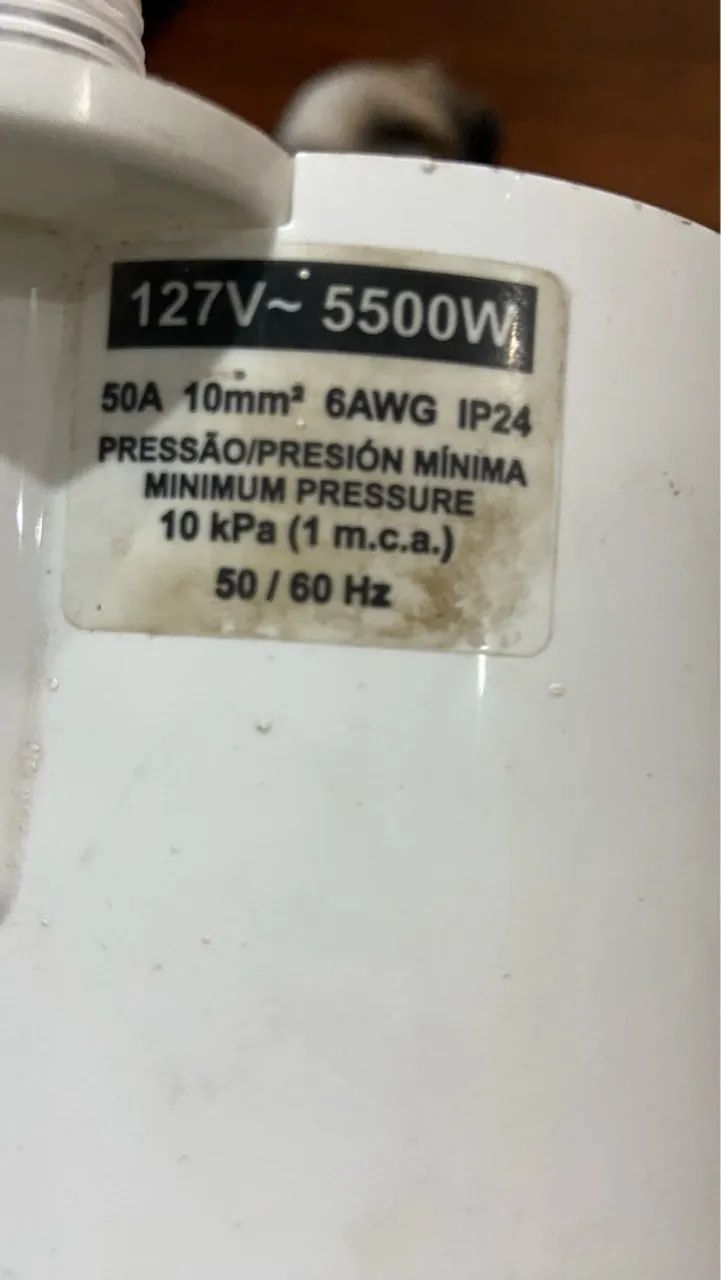 127V~ 5500W
50A 10mm² 6AWG IP24
PRESSÃO/PRESIÓN MÍNIMA
MINIMUM PRESSURE
10 kPa (1 m.c.a.)
50 / 60 Hz